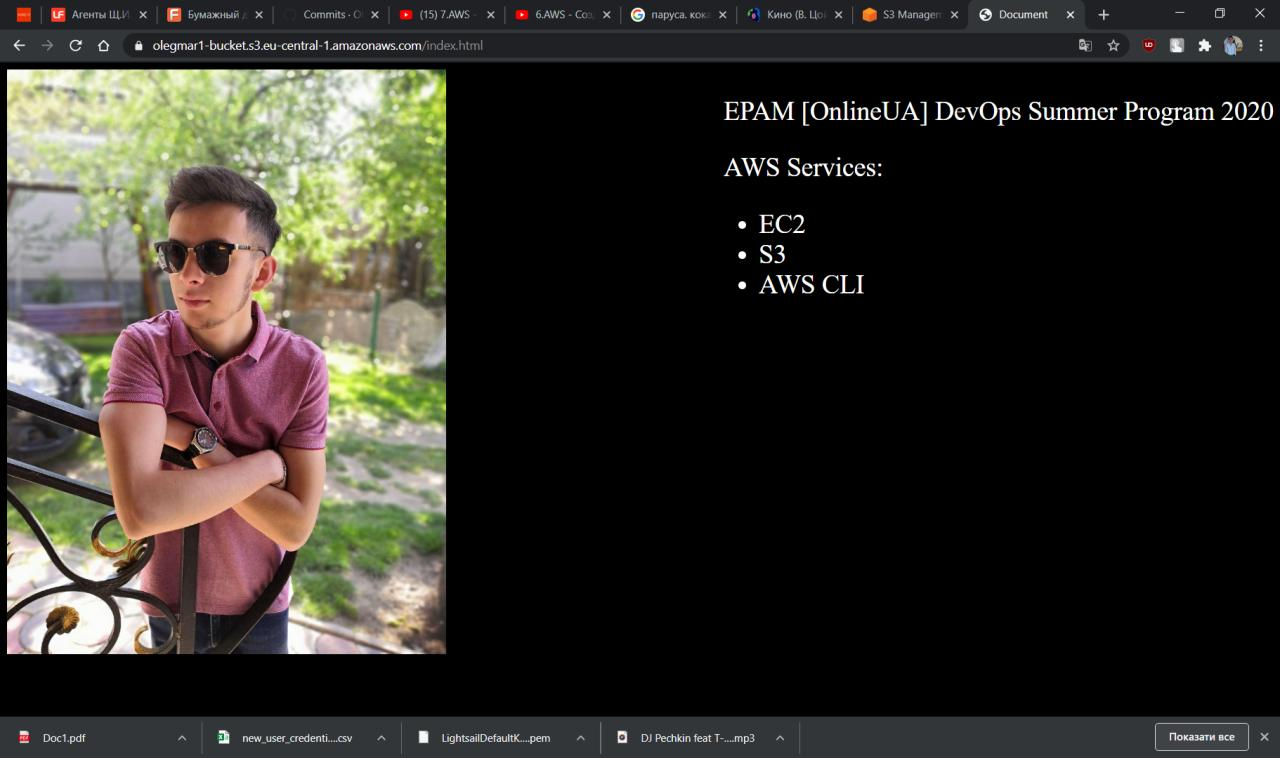 Агенты Щ.И
Бумажный д
Commits · O
(15) 7.AWS -
6.AWS - Соз
паруса. кока
Кино (В. Цой
S3 Managem
Document
olegmar1-bucket.s3.eu-central-1.amazonaws.com/index.html
EPAM [OnlineUA] DevOps Summer Program 2020
AWS Services:
• EC2
• S3
• AWS CLI
Doc1.pdf
new_user_credenti....csv
LightsailDefaultK....pem
DJ Pechkin feat T-....mp3
Показати все